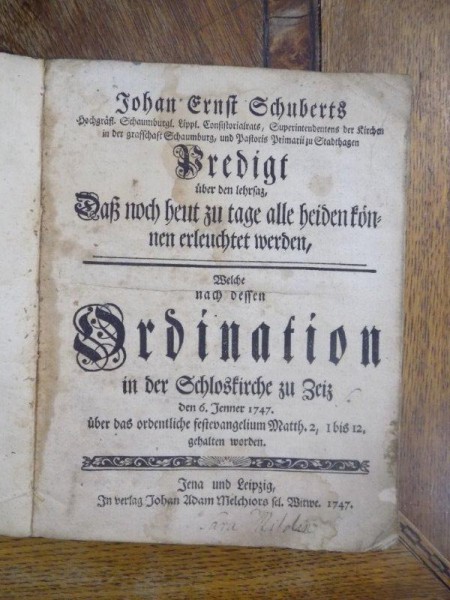 Johan Ernst Schuberts
Hochgräfl. Schaumburgl. Lippl. Consistorialrats, Superintendentens der Kirchen
in der grafschaft Schaumburg, und Pastoris Primarii zu Stadthagen
Predigt
über den lehrsaz,
Daß noch heut zu tage alle heiden kön-
nen erleuchtet werden,
Welche
nach dessen
Ordination
in der Schloskirche zu Zeiz
den 6. Jenner 1747.
über das ordentliche festevangelium Matth. 2, 1 bis 12.
gehalten worden.
Jena und Leipzig,
In verlag Johan Adam Melchiors sel. Witwe. 1747.